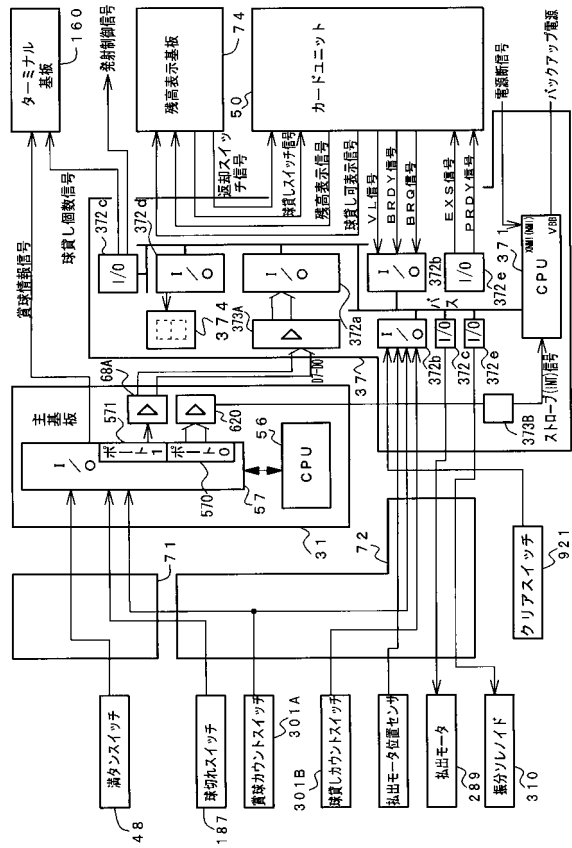 ターミナル
基板
160
賞球情報信号
球貸し個数信号
発射制御信号
残高表示基板
74
カードユニット
50
返却スイッ
チ信号
球貸しスイッチ信号
残高表示信号
球貸し可表示信号
VL信号
BRDY信号
BRQ信号
EXS信号
PRDY信号
電源断信号
バックアップ電源
372c
I/O
372d
I/O
374
I/O
372a
373A
I/O
372b
I/O
372e
バス
I/O
372b
I/O
372c
I/O
372e
371
XNMI(NMI)
VBB
CPU
37
D7-D0
ストローブ(INT)信号
373B
主基板
68A
571
620
I/O
ポート1
ポート0
570
57
56
CPU
31
71
72
満タンスイッチ
48
球切れスイッチ
187
賞球カウントスイッチ
301A
球貸しカウントスイッチ
301B
払出モータ位置センサ
払出モータ
289
振分ソレノイド
310
クリアスイッチ
921